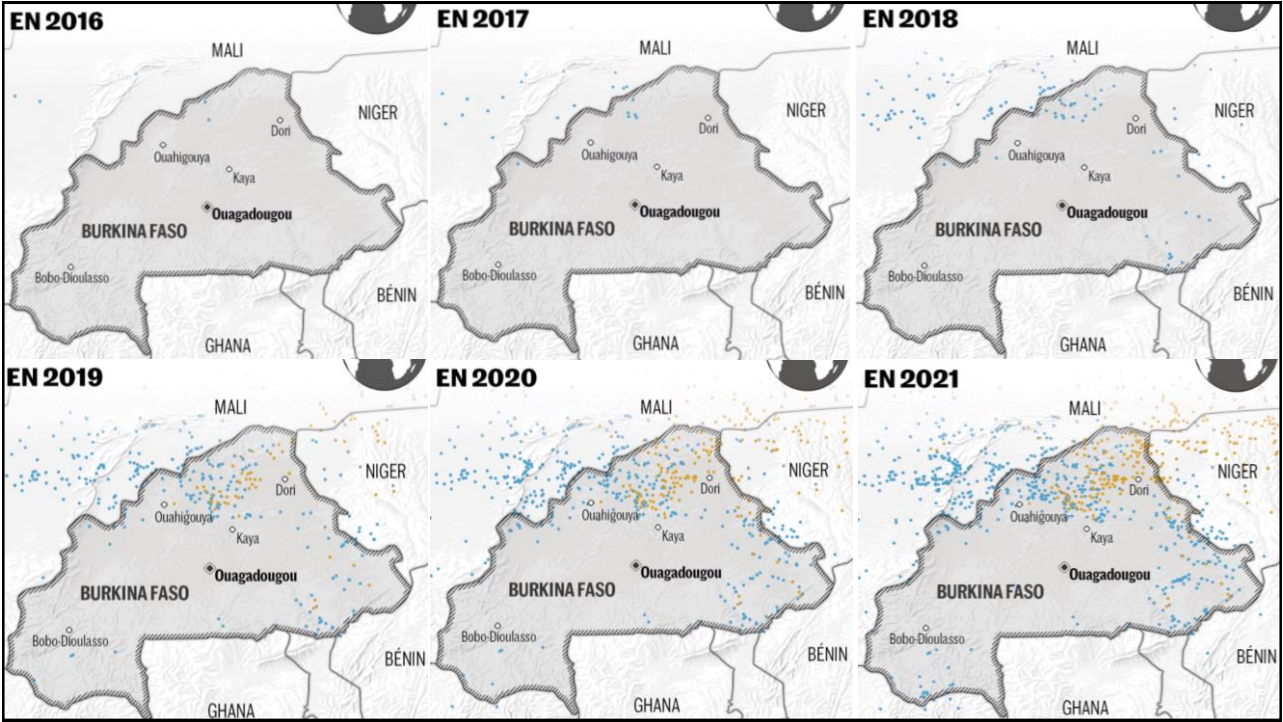 EN 2016
MALI
NIGER
Dori
Ouahigouya
Kaya
Ouagadougou
BURKINA FASO
Bobo-Dioulasso
BÉNIN
GHANA
EN 2017
MALI
NIGER
Dori
Ouahigouya
Kaya
Ouagadougou
BURKINA FASO
Bobo-Dioulasso
BÉNIN
GHANA
EN 2018
MALI
NIGER
Dori
Ouahigouya
Kaya
Ouagadougou
BURKINA FASO
Bobo-Dioulasso
BÉNIN
GHANA
EN 2019
MALI
NIGER
Dori
Ouahigouya
Kaya
Ouagadougou
BURKINA FASO
Bobo-Dioulasso
BÉNIN
GHANA
EN 2020
MALI
NIGER
Dori
Ouahigouya
Kaya
Ouagadougou
BURKINA FASO
Bobo-Dioulasso
BÉNIN
GHANA
EN 2021
MALI
NIGER
Dori
Ouahigouya
Kaya
Ouagadougou
BURKINA FASO
Bobo-Dioulasso
BÉNIN
GHANA